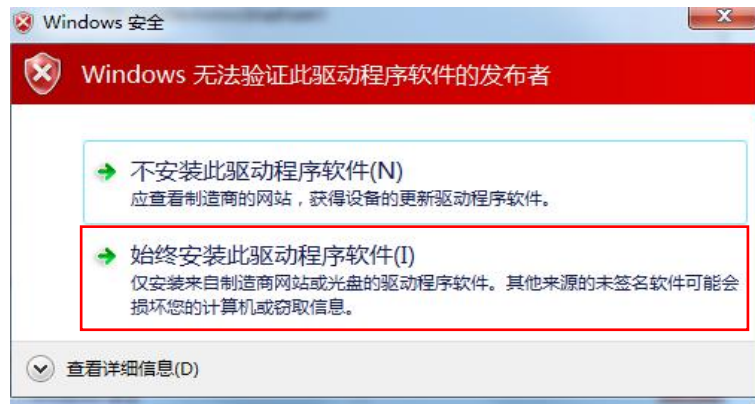 Windows 安全
Windows 无法验证此驱动程序软件的发布者
不安装此驱动程序软件(N)
应查看制造商的网站，获得设备的更新驱动程序软件。
始终安装此驱动程序软件(I)
仅安装来自制造商网站或光盘的驱动程序软件。其他来源的未签名软件可能会
损坏您的计算机或窃取信息。
查看详细信息(D)